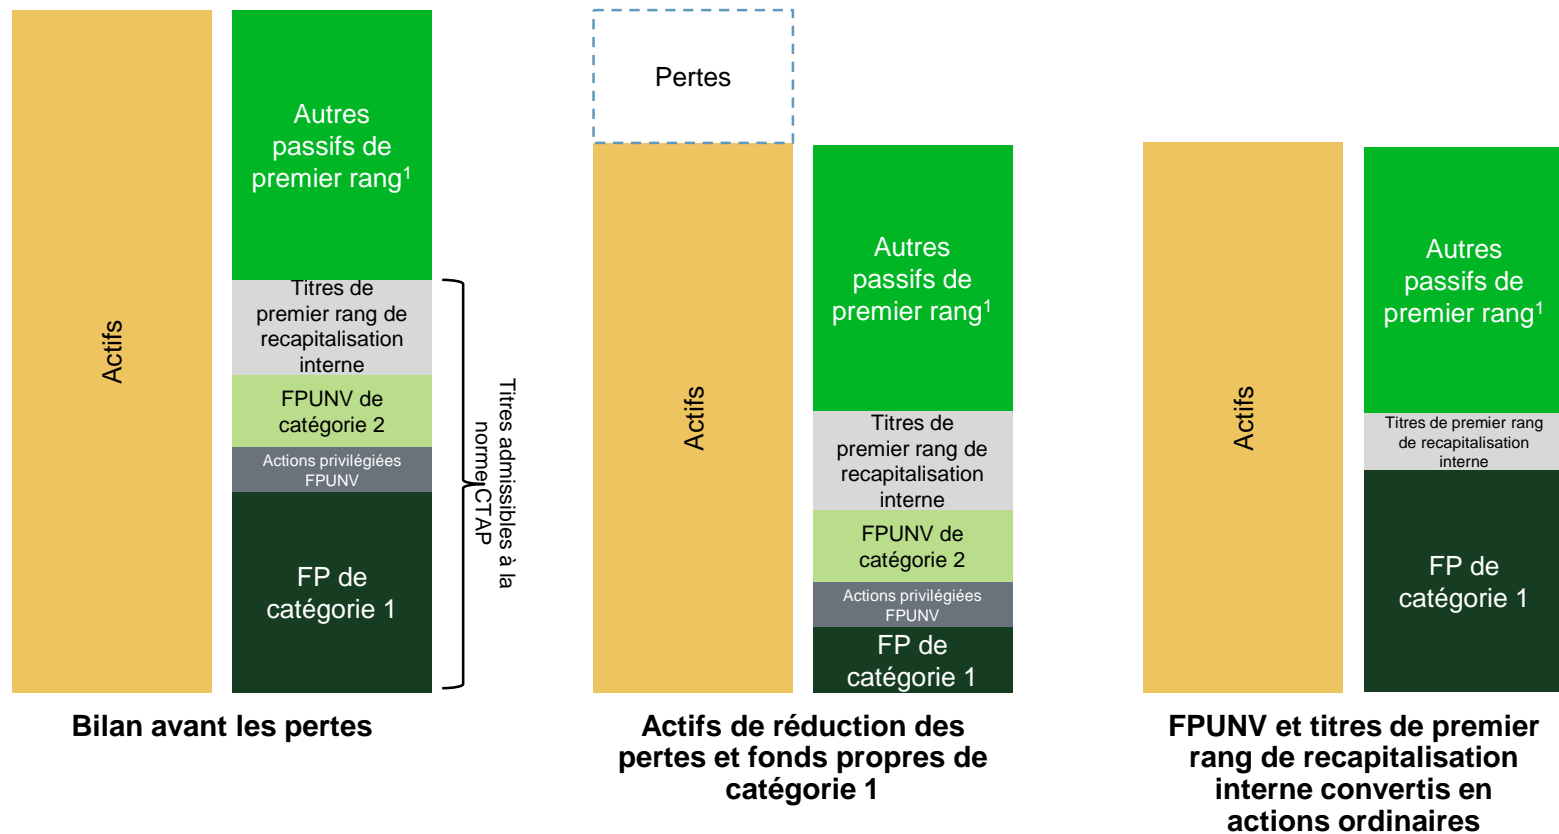 Actifs
Autres
passifs de
premier rang1
Titres de
premier rang de
recapitalisation
interne
FPUNV de
catégorie 2
Actions privilégiées
FPUNV
FP de
catégorie 1
Titres admissibles à la
norme CTAP
Bilan avant les pertes
Pertes
Actifs
Autres
passifs de
premier rang1
Titres de
premier rang de
recapitalisation
interne
FPUNV de
catégorie 2
Actions privilégiées
FPUNV
FP de
catégorie 1
Actifs de réduction des
pertes et fonds propres de
catégorie 1
Actifs
Autres
passifs de
premier rang1
Titres de premier rang
de recapitalisation
interne
FP de
catégorie 1
FPUNV et titres de premier
rang de recapitalisation
interne convertis en
actions ordinaires